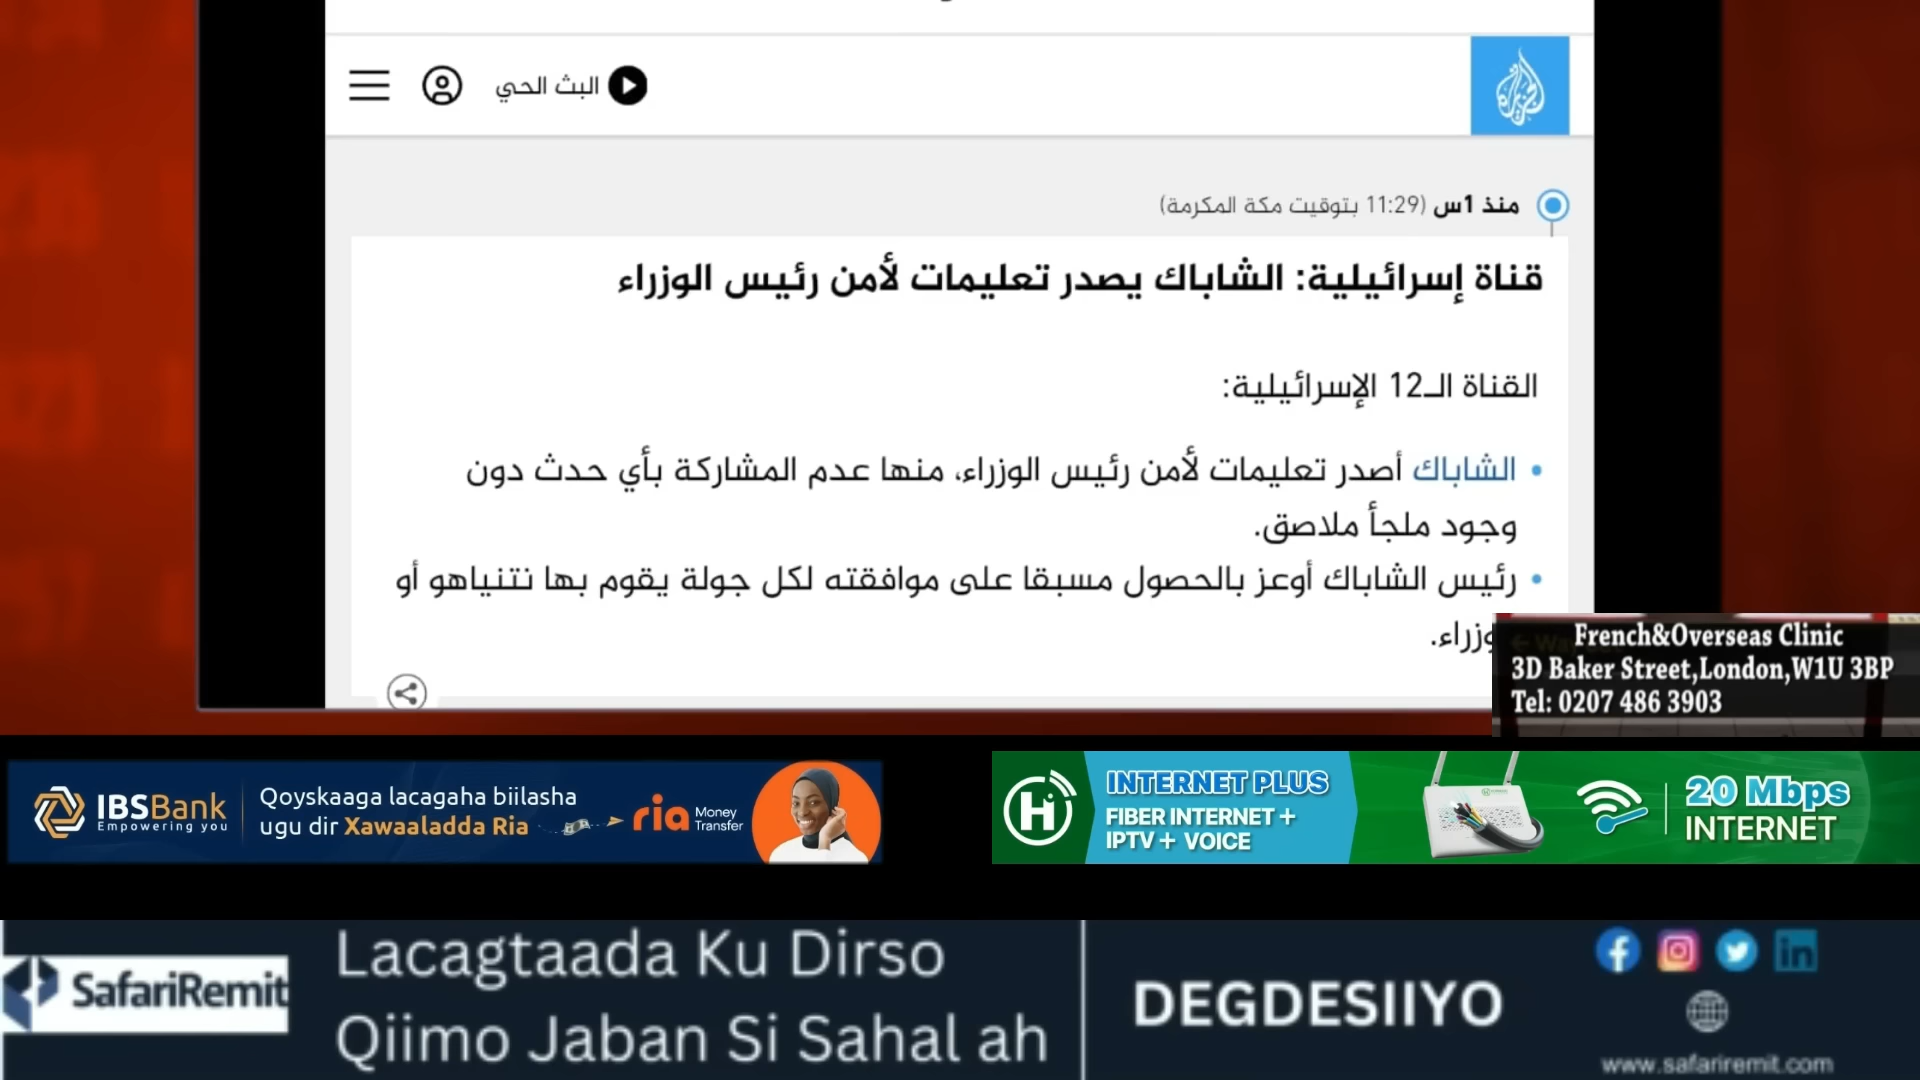 البث الحي
منذ 1س (11:29 بتوقيت مكة المكرمة)
قناة إسرائيلية: الشاباك يصدر تعليمات لأمن رئيس الوزراء
القناة الـ12 الإسرائيلية:
• الشاباك أصدر تعليمات لأمن رئيس الوزراء، منها عدم المشاركة بأي حدث دون
وجود ملجأ ملاصق.
• رئيس الشاباك أوعز بالحصول مسبقا على موافقته لكل جولة يقوم بها نتنياهو أو
French&Overseas Clinic
3D Baker Street,London,W1U 3BP
Tel: 0207 486 3903
IBSBank
Empowering you
Qoyskaaga lacagaha biilasha
ugu dir Xawaaladda Ria
ria Money
Transfer
Hi
INTERNET PLUS
FIBER INTERNET +
IPTV + VOICE
20 Mbps
INTERNET
SafariRemit
Lacagtaada Ku Dirso
Qiimo Jaban Si Sahal ah
DEGDESIIYO
www.safariremit.com